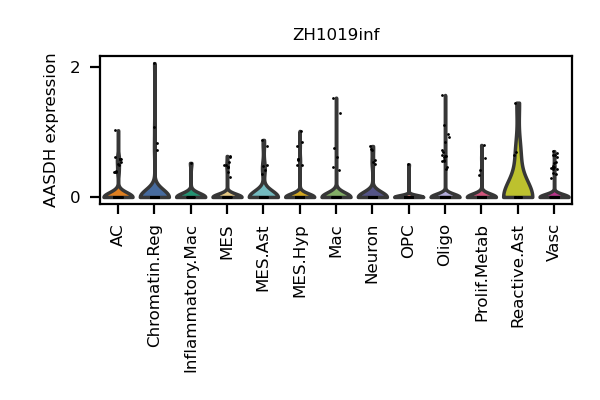 ZH1019inf
AASDH expression
2
0
AC
Chromatin.Reg
Inflammatory.Mac
MES
MES.Ast
MES.Hyp
Mac
Neuron
OPC
Oligo
Prolif.Metab
Reactive.Ast
Vasc